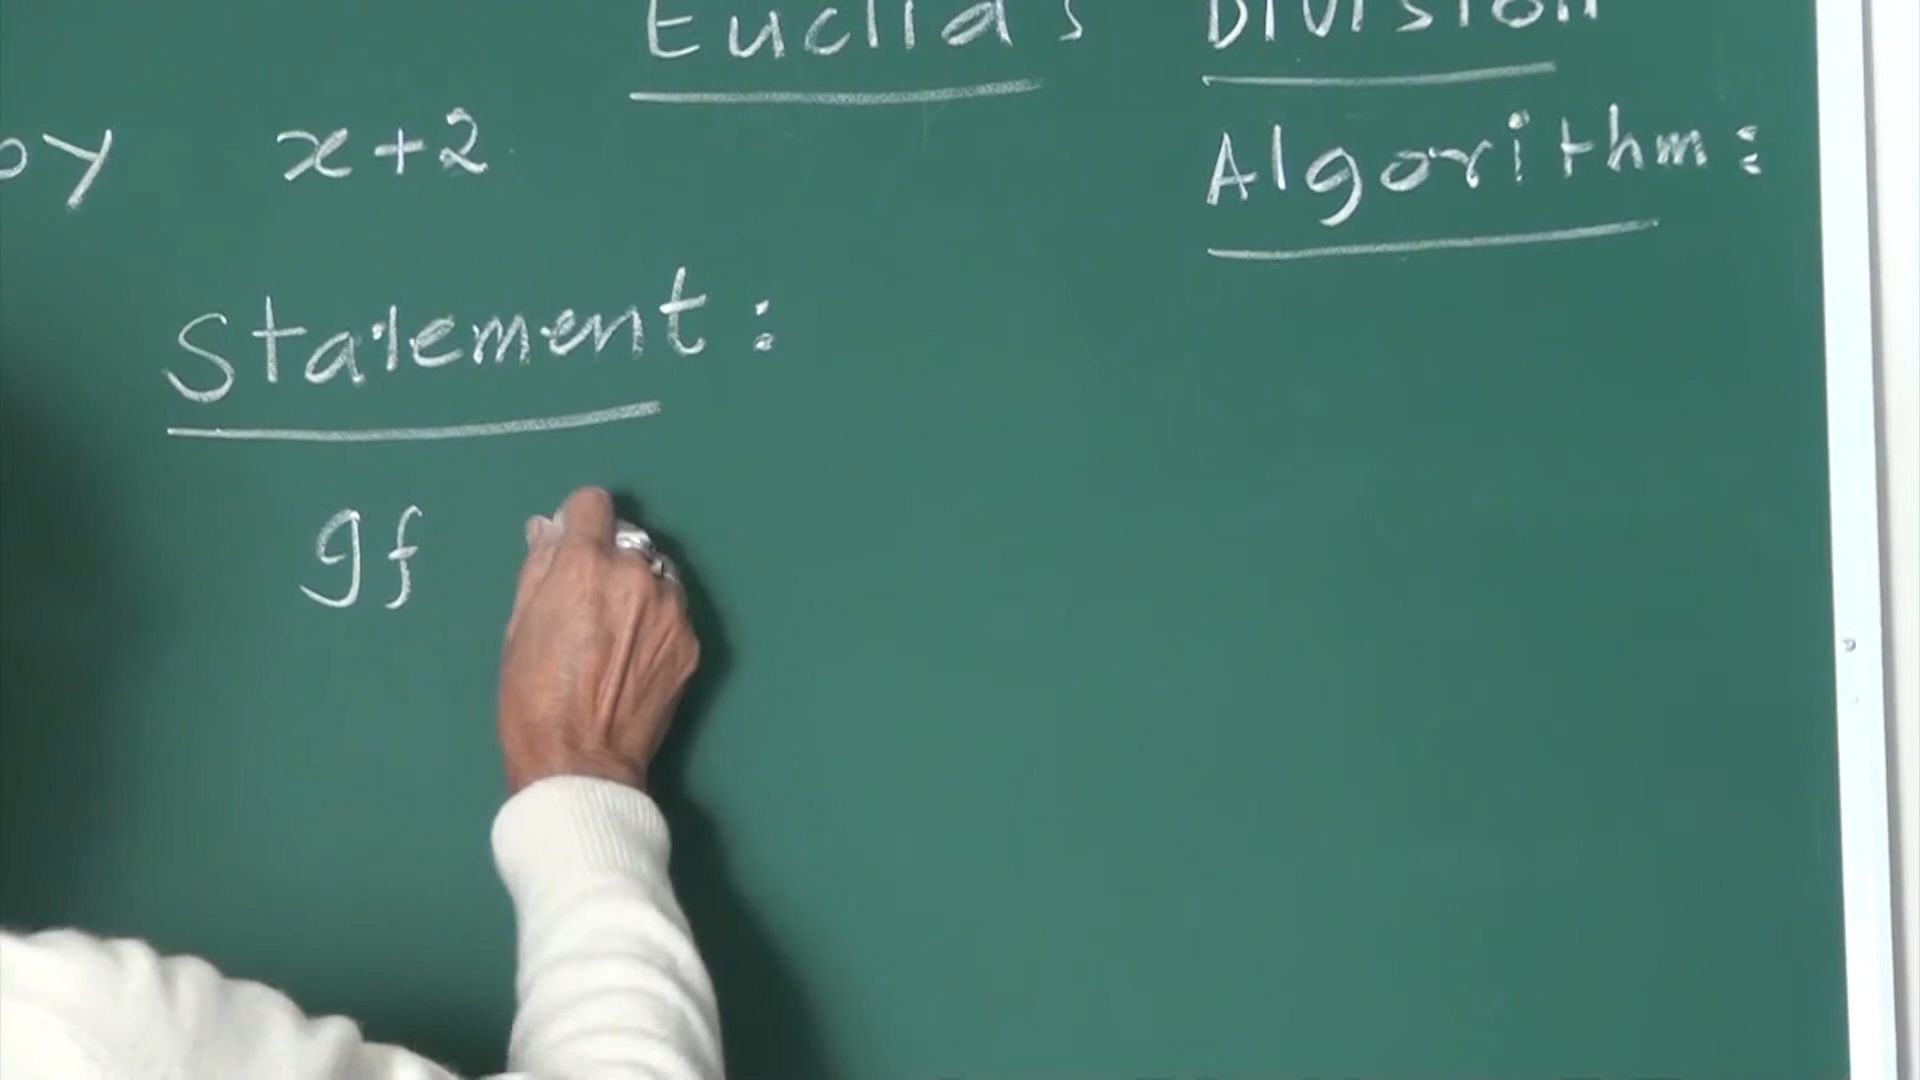 Euclid's Division
by x+2 Algorithm:
Statement:
If